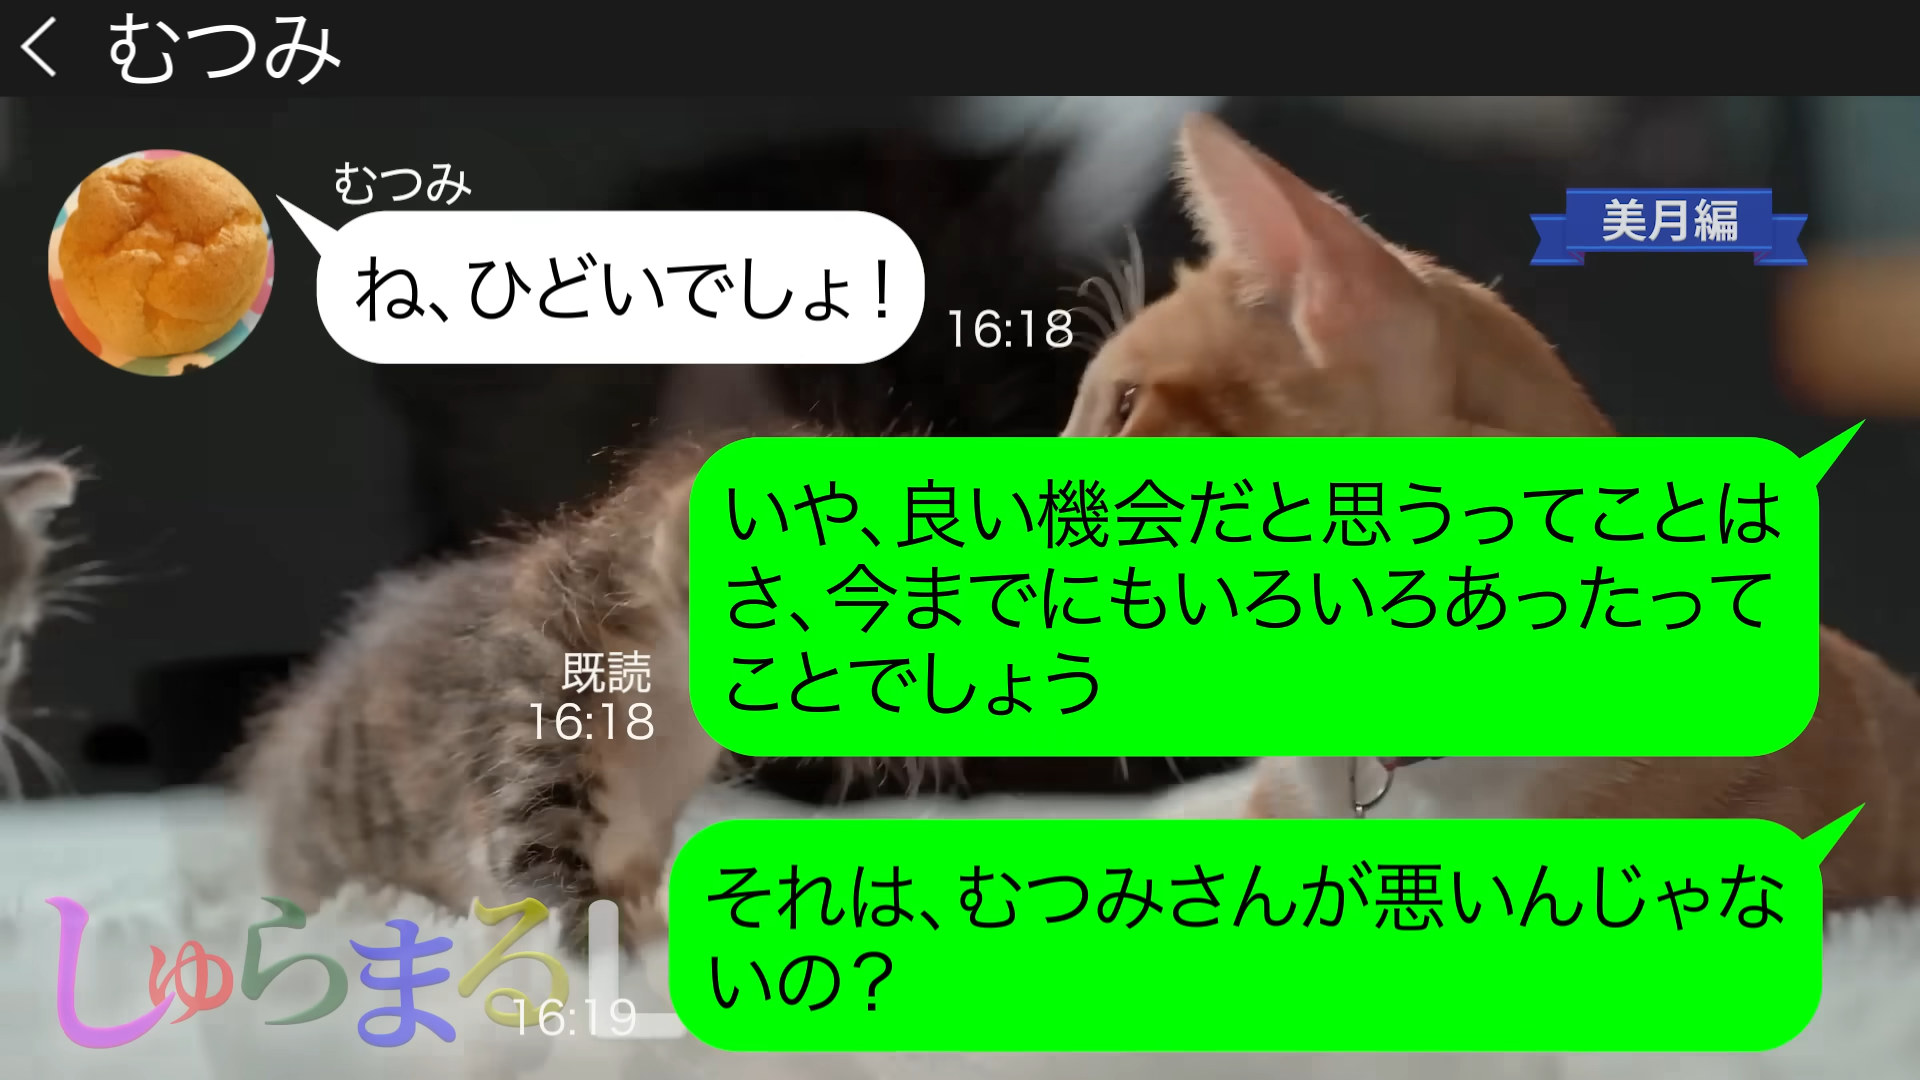 むつみ
むつみ
美月編
ね、ひどいでしょ!
16:18
いや、良い機会だと思うってことは
さ、今までにもいろいろあったって
ことでしょう
既読
16:18
それは、むつみさんが悪いんじゃな
いの?
16:19
しゅらまるL